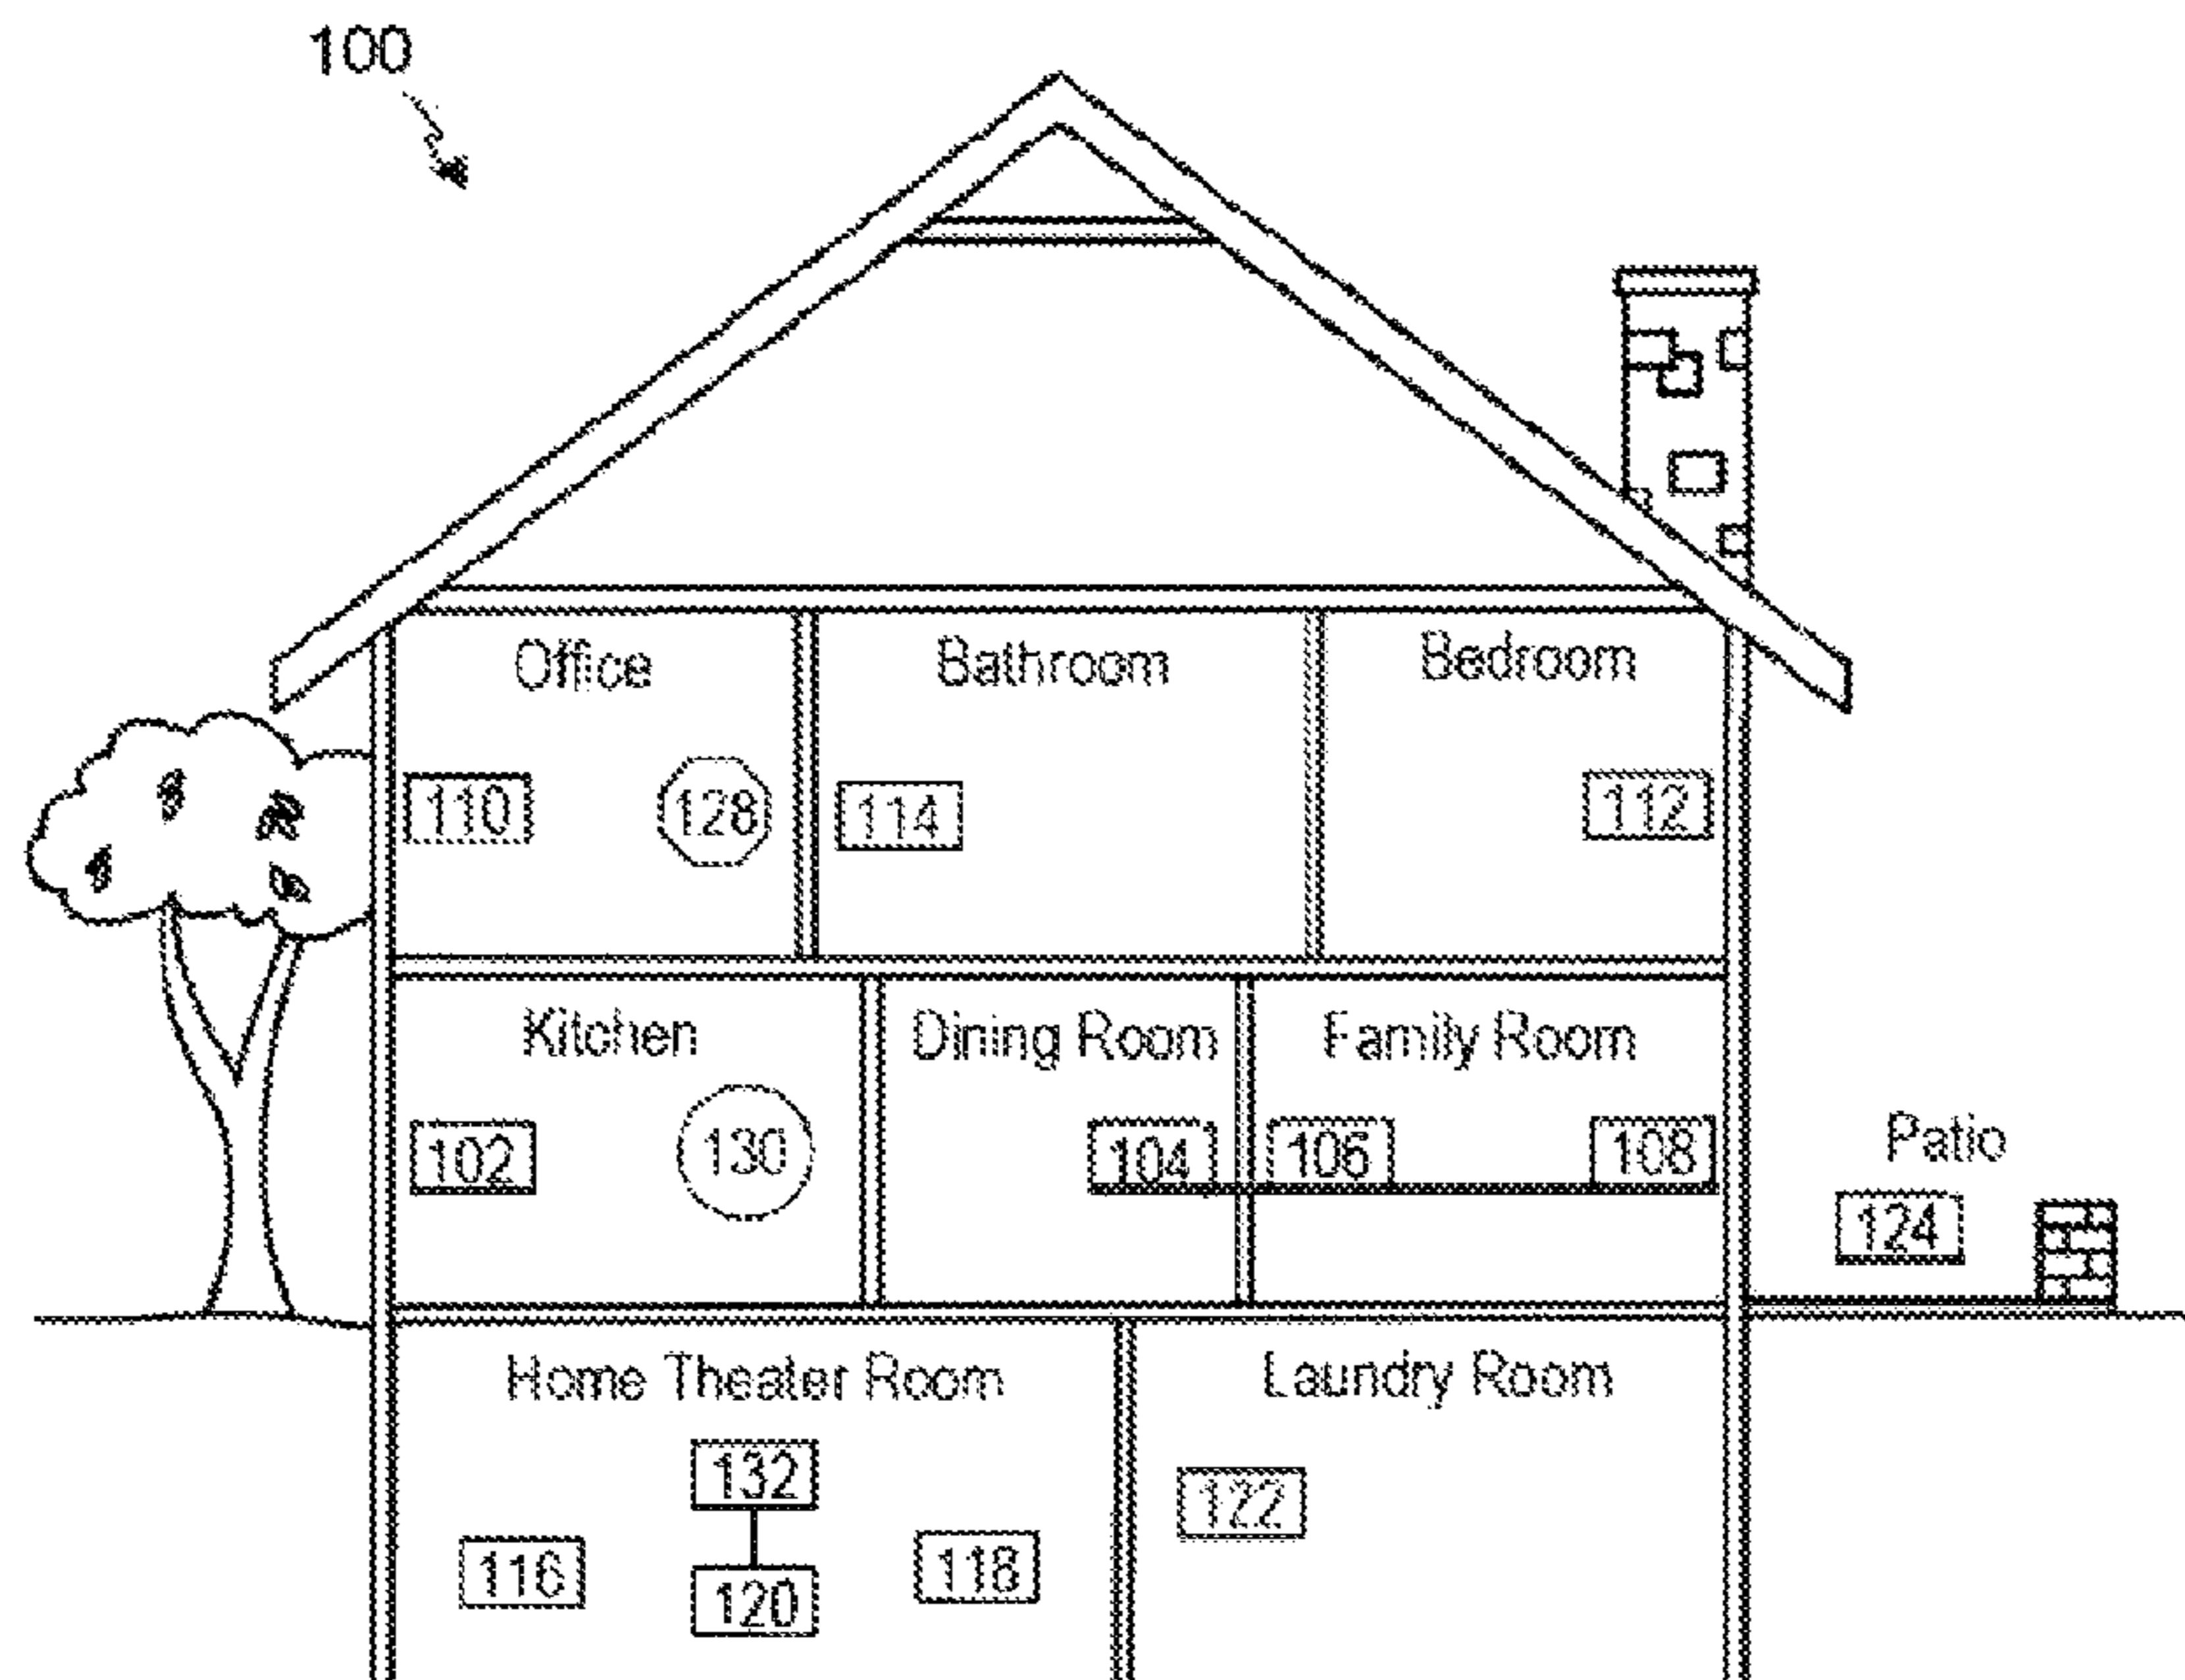 100
Office Bathroom Bedroom
110 128 114 112
Kitchen Dining Room Family Room
102 130 104 106 108
Patio
124
Home Theater Room Laundry Room
132
122
116 120 118